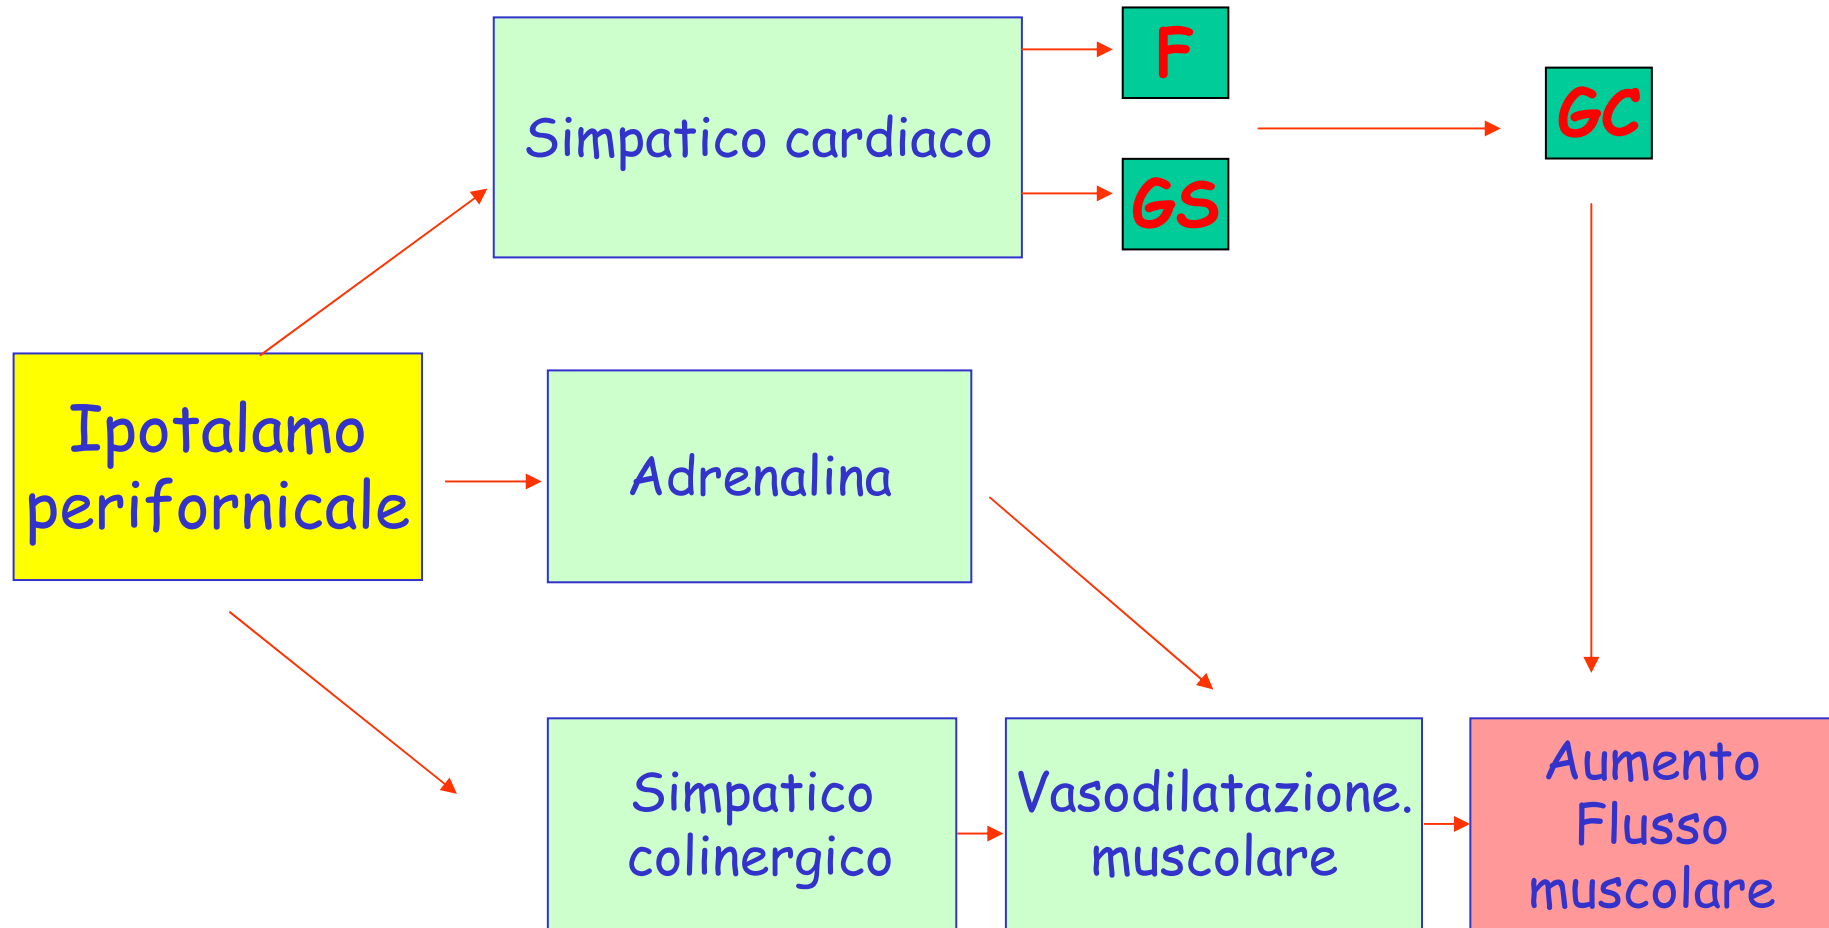 F
GC
Simpatico cardiaco
GS
Ipotalamo
perifornicale
Adrenalina
Simpatico
colinergico
Vasodilatazione.
muscolare
Aumento
Flusso
muscolare